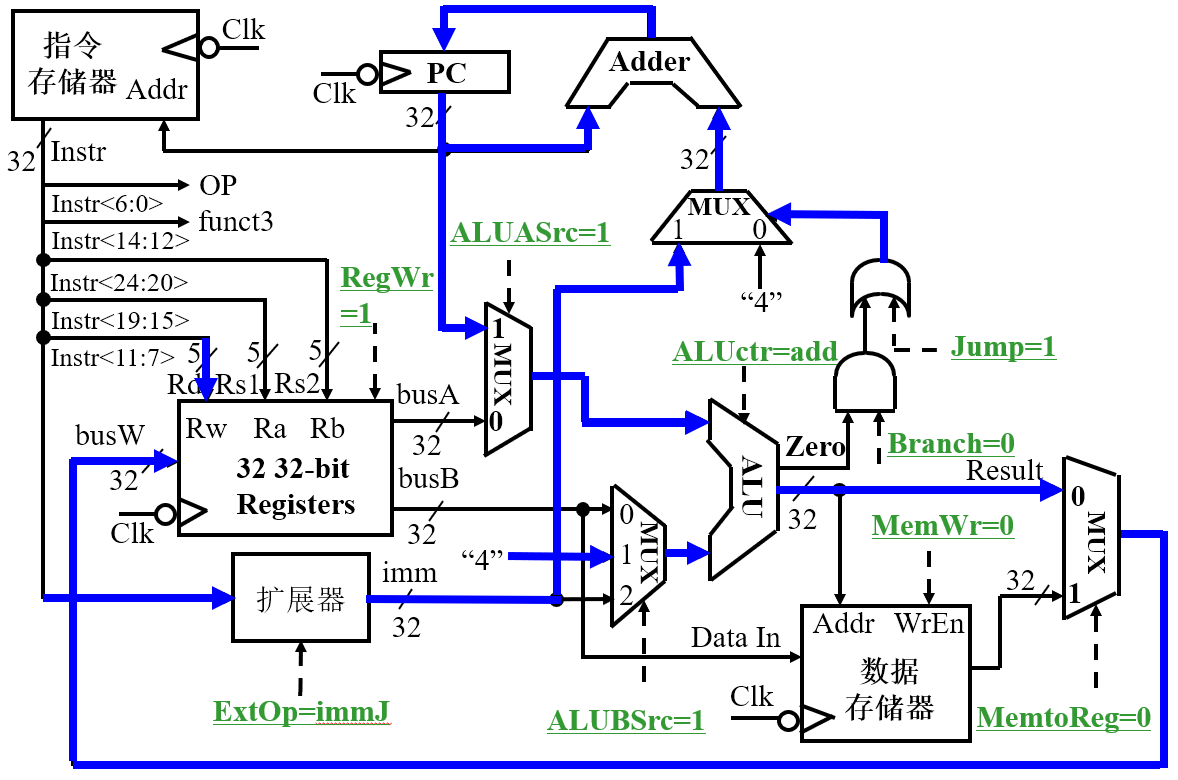 指令
存储器
Addr
Clk
PC
Clk
32
Adder
32
32
Instr
OP
Instr<6:0>
funct3
Instr<14:12>
Instr<24:20>
Instr<19:15>
Instr<11:7>
ALUASrc=1
RegWr
=1
MUX
1
0
“4”
Jump=1
ALUctr=add
Branch=0
5
5
5
Rd
Rs1
Rs2
1
MUX
0
busA
32
busB
32
busW
32
Rw
Ra
Rb
32 32-bit
Registers
Clk
Zero
ALU
Result
32
0
MUX
1
MemWr=0
“4”
0
1
2
MUX
imm
32
扩展器
ExtOp=immJ
ALUBSrc=1
Data In
Addr
WrEn
数据
存储器
Clk
32
MemtoReg=0